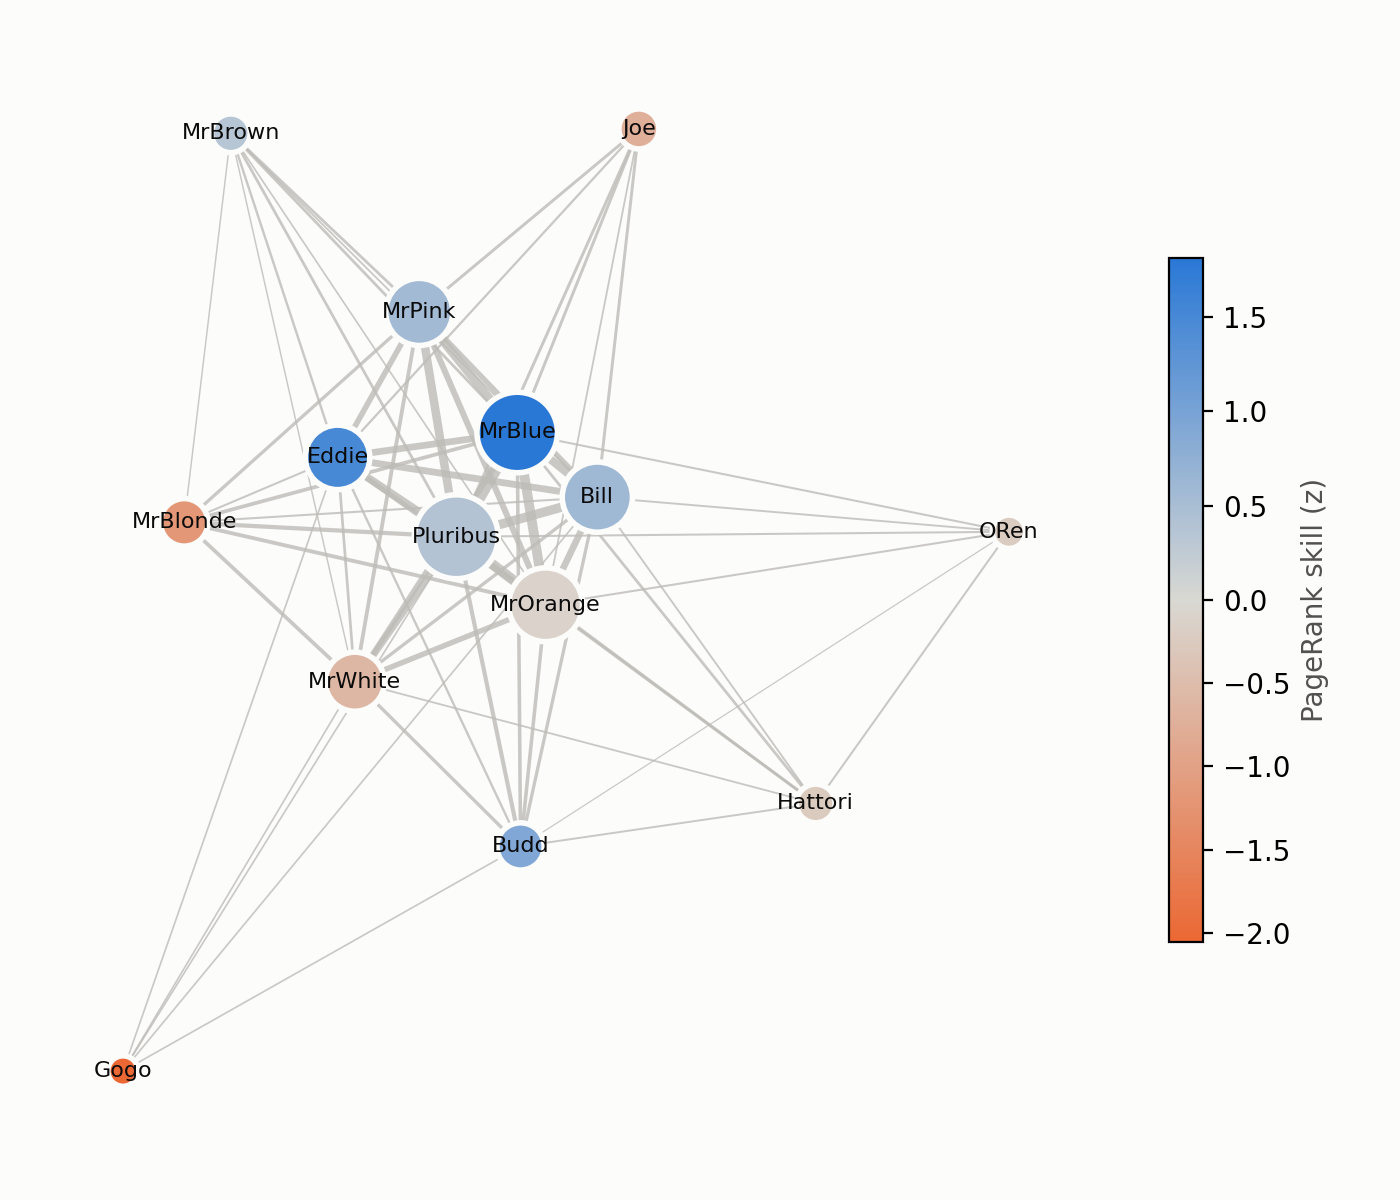 MrBrown
Joe
MrPink
MrBlue
Eddie
Bill
MrBlonde
Pluribus
ORen
MrOrange
MrWhite
Hattori
Budd
Gogo
1.5
1.0
0.5
0.0
−0.5
−1.0
−1.5
−2.0
PageRank skill (z)